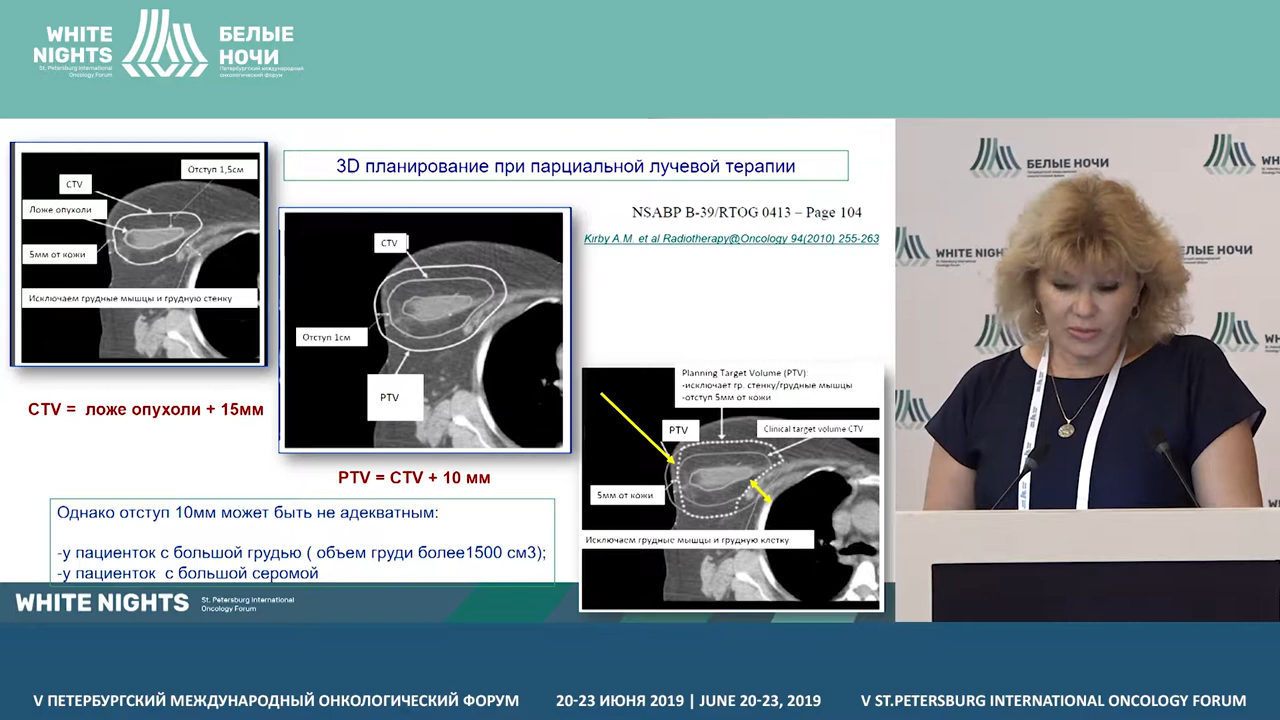 WHITE
NIGHTS
St. Petersburg International
Oncology Forum
БЕЛЫЕ
НОЧИ
Петербургский международный
онкологический форум
3D планирование при парциальной лучевой терапии
NSABP B-39/RTOG 0413 – Page 104
Kirby A M. et al Radiotherapy@Oncology 94(2010) 255-263
Отступ 1,5см
CTV
Ложе опухоли
5мм от кожи
Исключаем грудные мышцы и грудную стенку
CTV = ложе опухоли + 15мм
CTV
Отступ 1см
PTV
PTV = CTV + 10 мм
Planning Target Volume (PTV):
-исключает гр. стенку/грудные мышцы
-отступ 5мм от кожи
PTV
Clinical target volume CTV
5мм от кожи
Исключаем грудные мышцы и грудную клетку
Однако отступ 10мм может быть не адекватным:
-у пациенток с большой грудью ( объем груди более1500 см3);
-у пациенток с большой серомой
WHITE NIGHTS
St. Petersburg International
Oncology Forum
БЕЛЫЕ НОЧИ
WHITE NIGHTS
БЕЛЫЕ НОЧИ
V ПЕТЕРБУРГСКИЙ МЕЖДУНАРОДНЫЙ ОНКОЛОГИЧЕСКИЙ ФОРУМ
20-23 ИЮНЯ 2019 | JUNE 20-23, 2019
V ST.PETERSBURG INTERNATIONAL ONCOLOGY FORUM